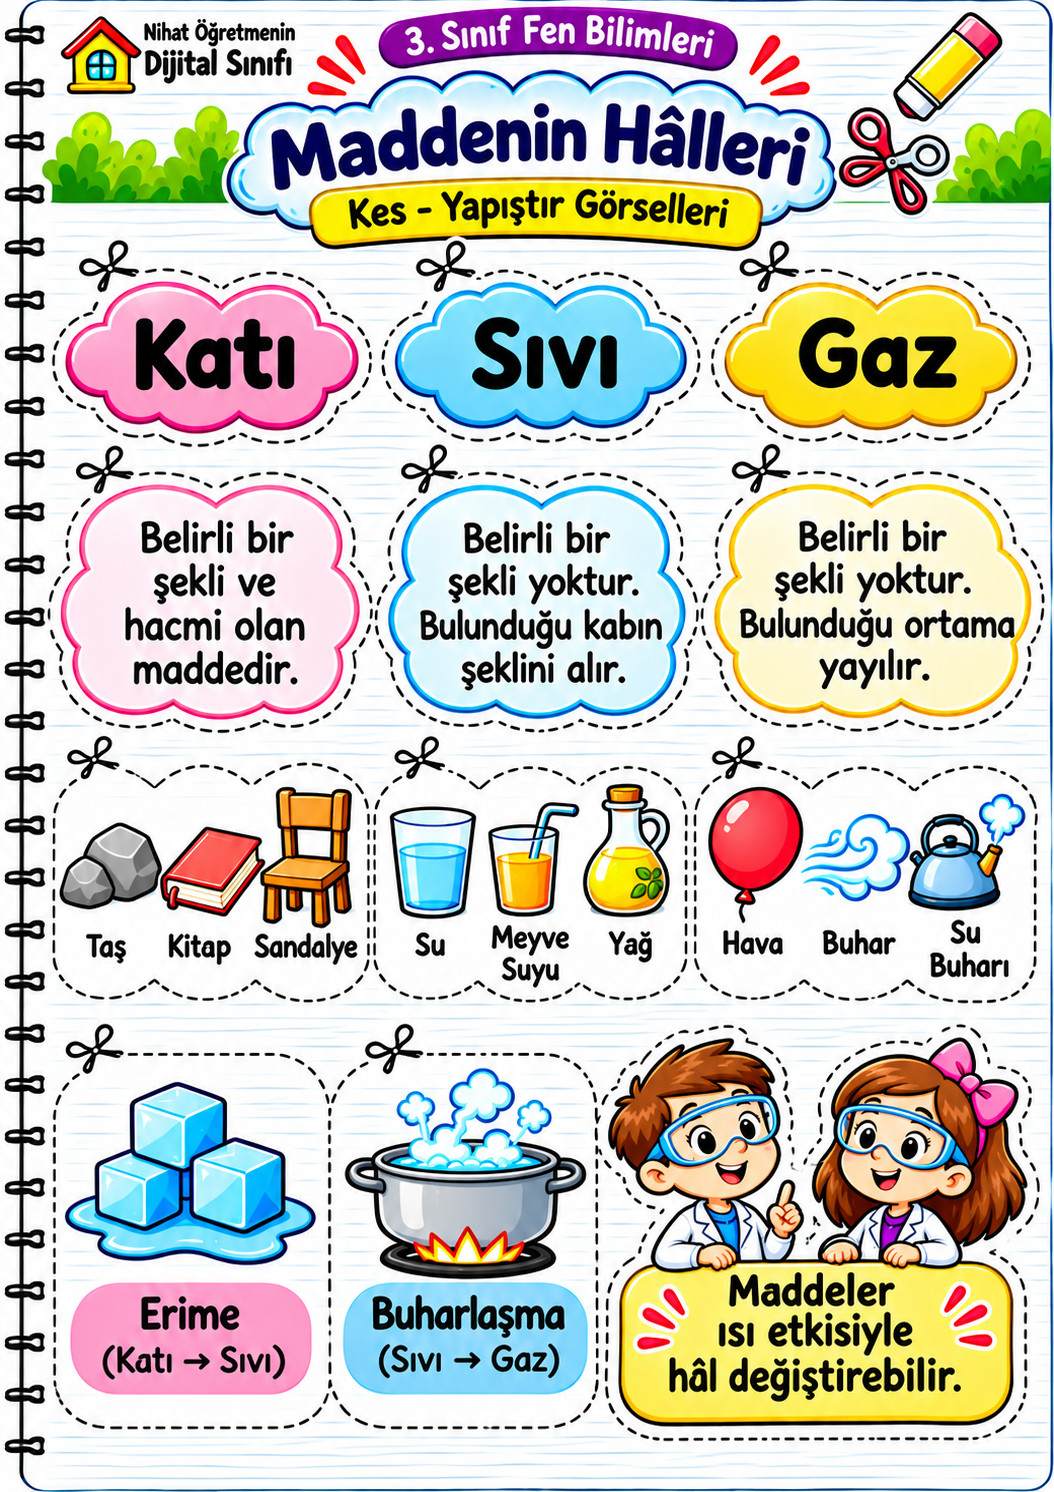 Nihat Öğretmenin
Dijital Sınıfı
3. Sınıf Fen Bilimleri
Maddenin Hâlleri
Kes - Yapıştır Görselleri
Katı
Sıvı
Gaz
Belirli bir
şekli ve
hacmi olan
maddedir.
Belirli bir
şekli yoktur.
Bulunduğu kabın
şeklini alır.
Belirli bir
şekli yoktur.
Bulunduğu ortama
yayılır.
Taş
Kitap
Sandalye
Su
Meyve
Suyu
Yağ
Hava
Buhar
Su
Buharı
Erime
(Katı → Sıvı)
Buharlaşma
(Sıvı → Gaz)
Maddeler
ısı etkisiyle
hâl değiştirebilir.